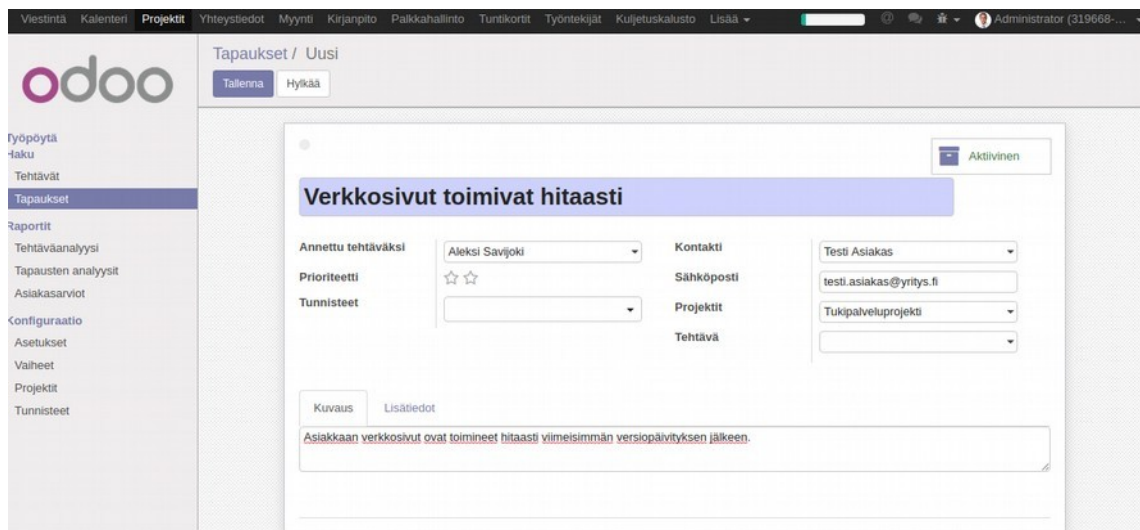 Viestintä Kalenteri Projektit Yhteystiedot Myynti Kirjanpito Palkkahallinto Tuntikortit Työntekijät Kuljetuskalusto Lisää @ Administrator (319668-...
odoo
Tapaukset / Uusi
Tallenna Hylkää
Työpöytä
Haku
Tehtävät
Tapaukset
Raportit
Tehtäväanalyysi
Tapausten analyysit
Asiakasarviot
Konfiguraatio
Asetukset
Vaiheet
Projektit
Tunnisteet
Aktiivinen
Verkkosivut toimivat hitaasti
Annettu tehtäväksi Aleksi Savijoki
Prioriteetti
Tunnisteet
Kontakti Testi Asiakas
Sähköposti testi.asiakas@yritys.fi
Projektit Tukipalveluprojekti
Tehtävä
Kuvaus Lisätiedot
Asiakkaan verkkosivut ovat toimineet hitaasti viimeisimmän versiopäivityksen jälkeen.